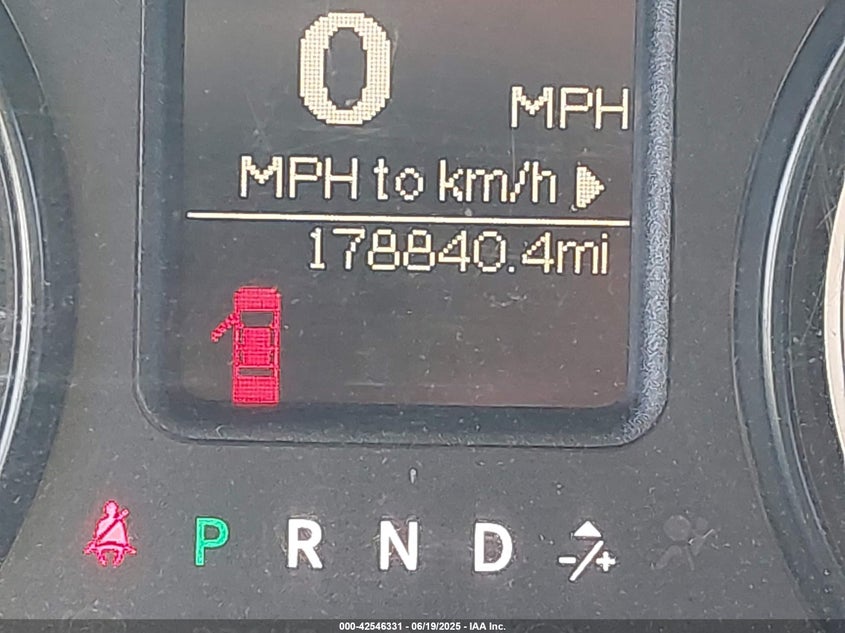 0 MPH
MPH to km/h
178840.4mi
P R N D -/+
000-42546331 - 06/19/2025 - IAA Inc.